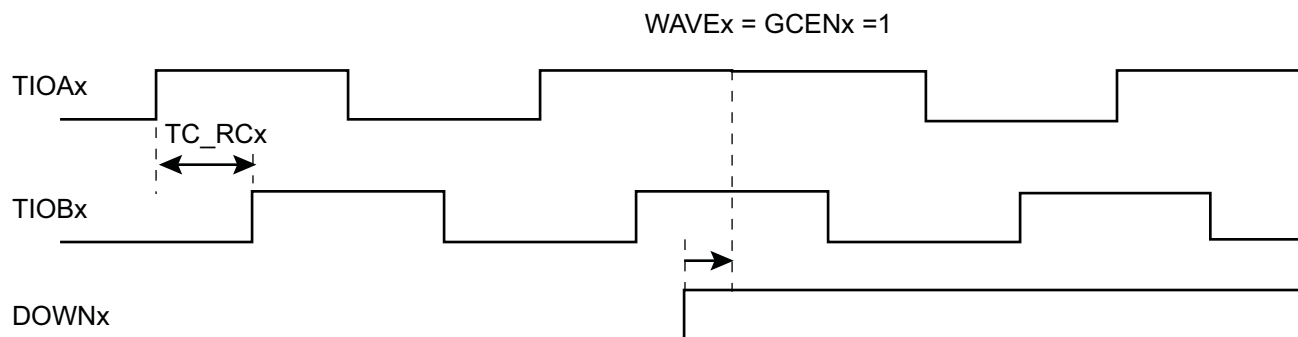 WAVEx = GCENx =1
TIOAx
TC_RCx
TIOBx
DOWNx